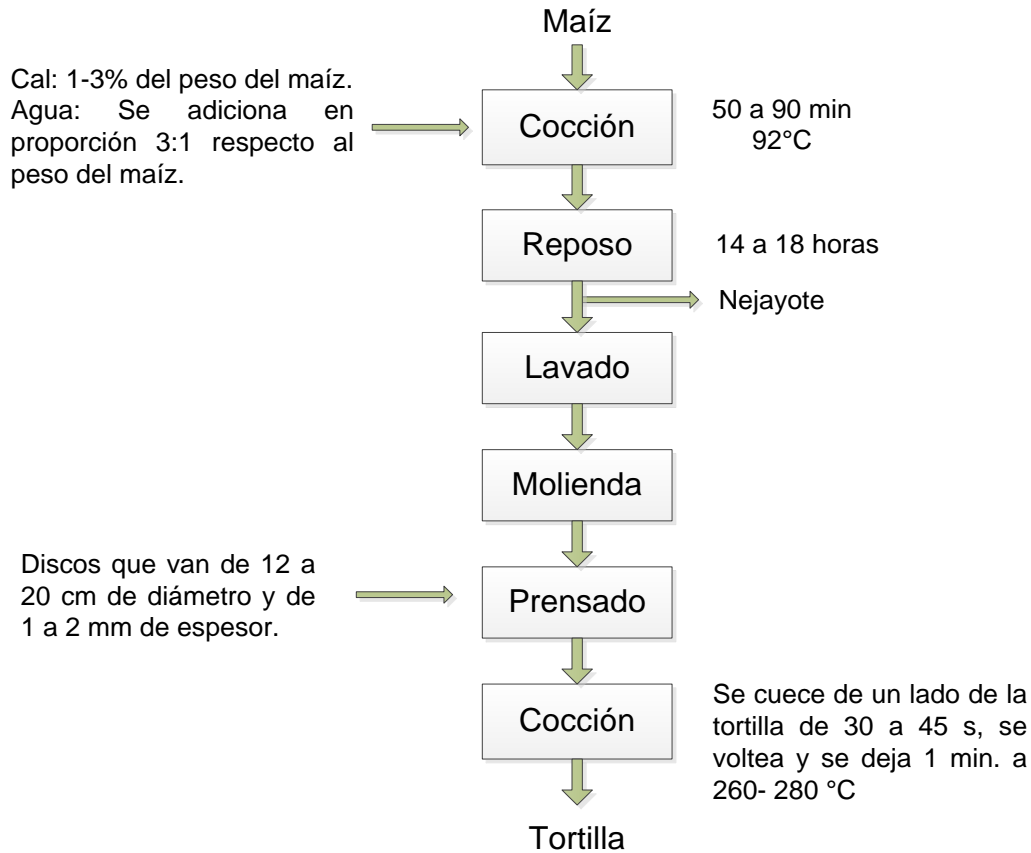 Maíz
Cal: 1-3% del peso del maíz.
Agua: Se adiciona en
proporción 3:1 respecto al
peso del maíz.
Cocción
50 a 90 min
92°C
Reposo
14 a 18 horas
Nejayote
Lavado
Molienda
Discos que van de 12 a
20 cm de diámetro y de
1 a 2 mm de espesor.
Prensado
Cocción
Se cuece de un lado de la
tortilla de 30 a 45 s, se
voltea y se deja 1 min. a
260- 280 °C
Tortilla